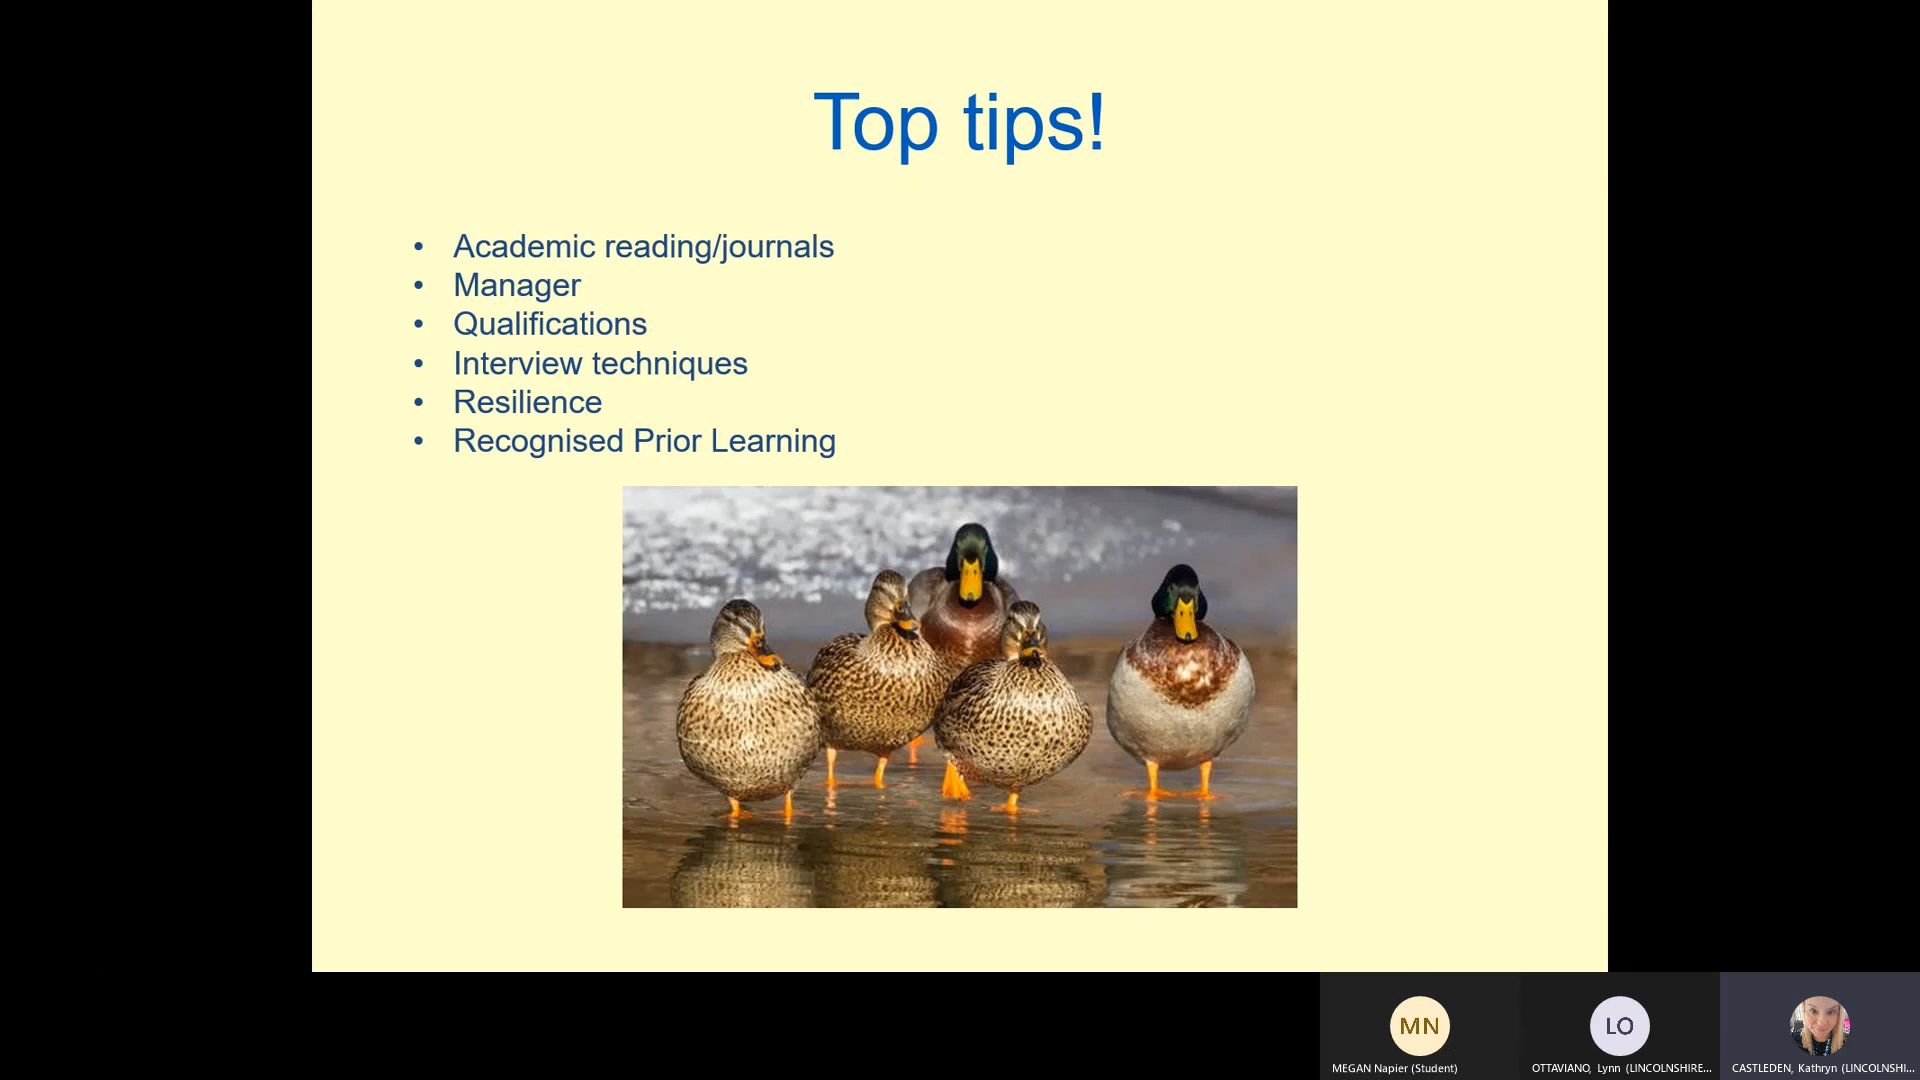 Top tips!
• Academic reading/journals
• Manager
• Qualifications
• Interview techniques
• Resilience
• Recognised Prior Learning
MN
LO
MEGAN Napier (Student)
OTTAVIANO, Lynn (LINCOLNSHIRE...
CASTLEDEN, Kathryn (LINCOLNSHI...